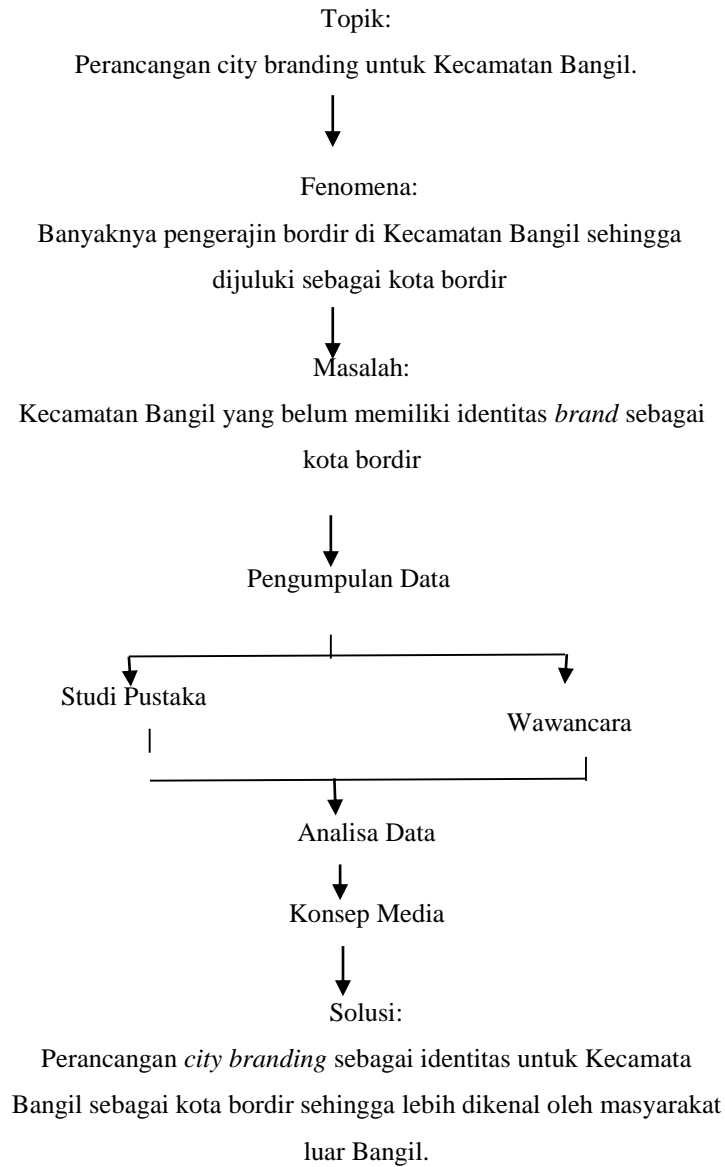 Topik:
Perancangan city branding untuk Kecamatan Bangil.
Fenomena:
Banyaknya pengerajin bordir di Kecamatan Bangil sehingga
dijuluki sebagai kota bordir
Masalah:
Kecamatan Bangil yang belum memiliki identitas brand sebagai
kota bordir
Pengumpulan Data
Studi Pustaka
Wawancara
Analisa Data
Konsep Media
Solusi:
Perancangan city branding sebagai identitas untuk Kecamata
Bangil sebagai kota bordir sehingga lebih dikenal oleh masyarakat
luar Bangil.